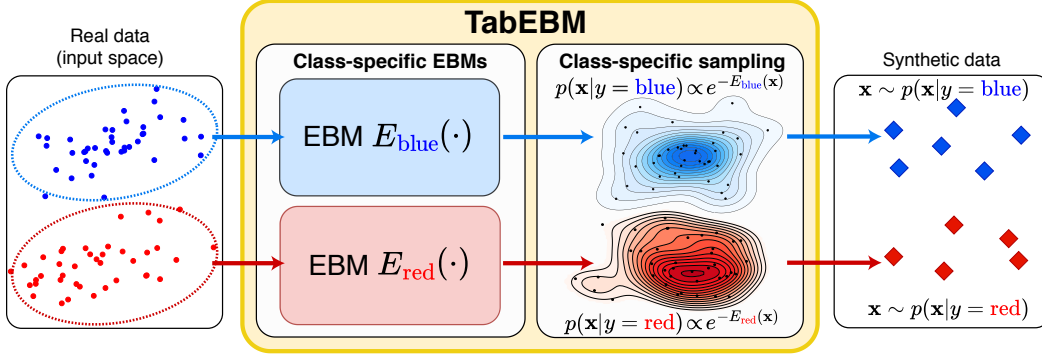 TabEBM
Real data
(input space)
Class-specific EBMs
EBM E_blue(·)
EBM E_red(·)
Class-specific sampling
p(x|y = blue) ∝ e^{-E_blue(x)}
p(x|y = red) ∝ e^{-E_red(x)}
Synthetic data
x ∼ p(x|y = blue)
x ∼ p(x|y = red)